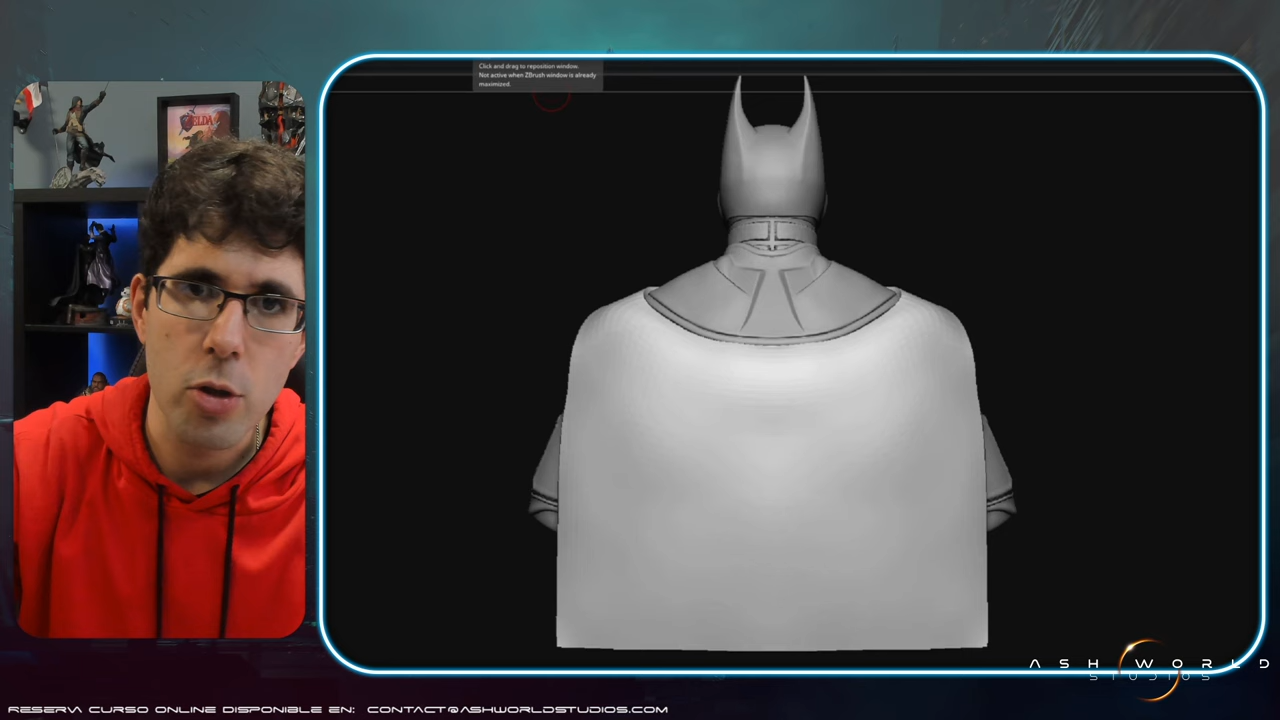 Click and drag to reposition window.
Not active when ZBrush window is already
maximized.
ZELDA
ASH WORLD
STUDIOS
RESERVA CURSO ONLINE DISPONIBLE EN: CONTACT@ASHWORLDSTUDIOS.COM